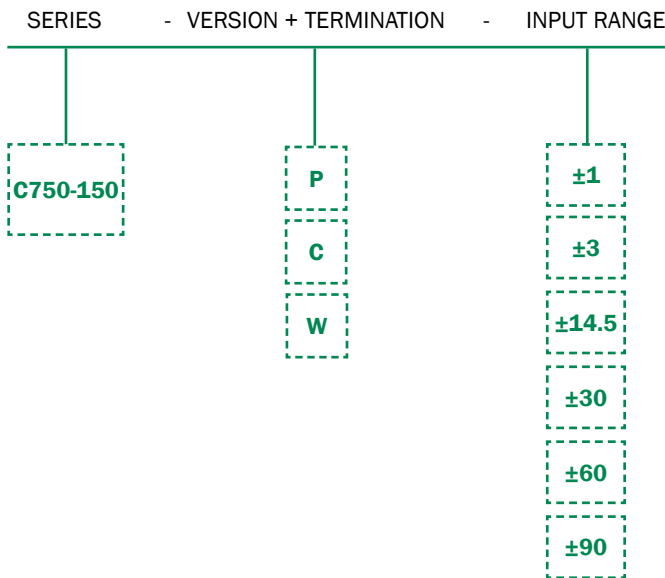 SERIES - VERSION + TERMINATION - INPUT RANGE
C750-150
P
C
W
±1
±3
±14.5
±30
±60
±90